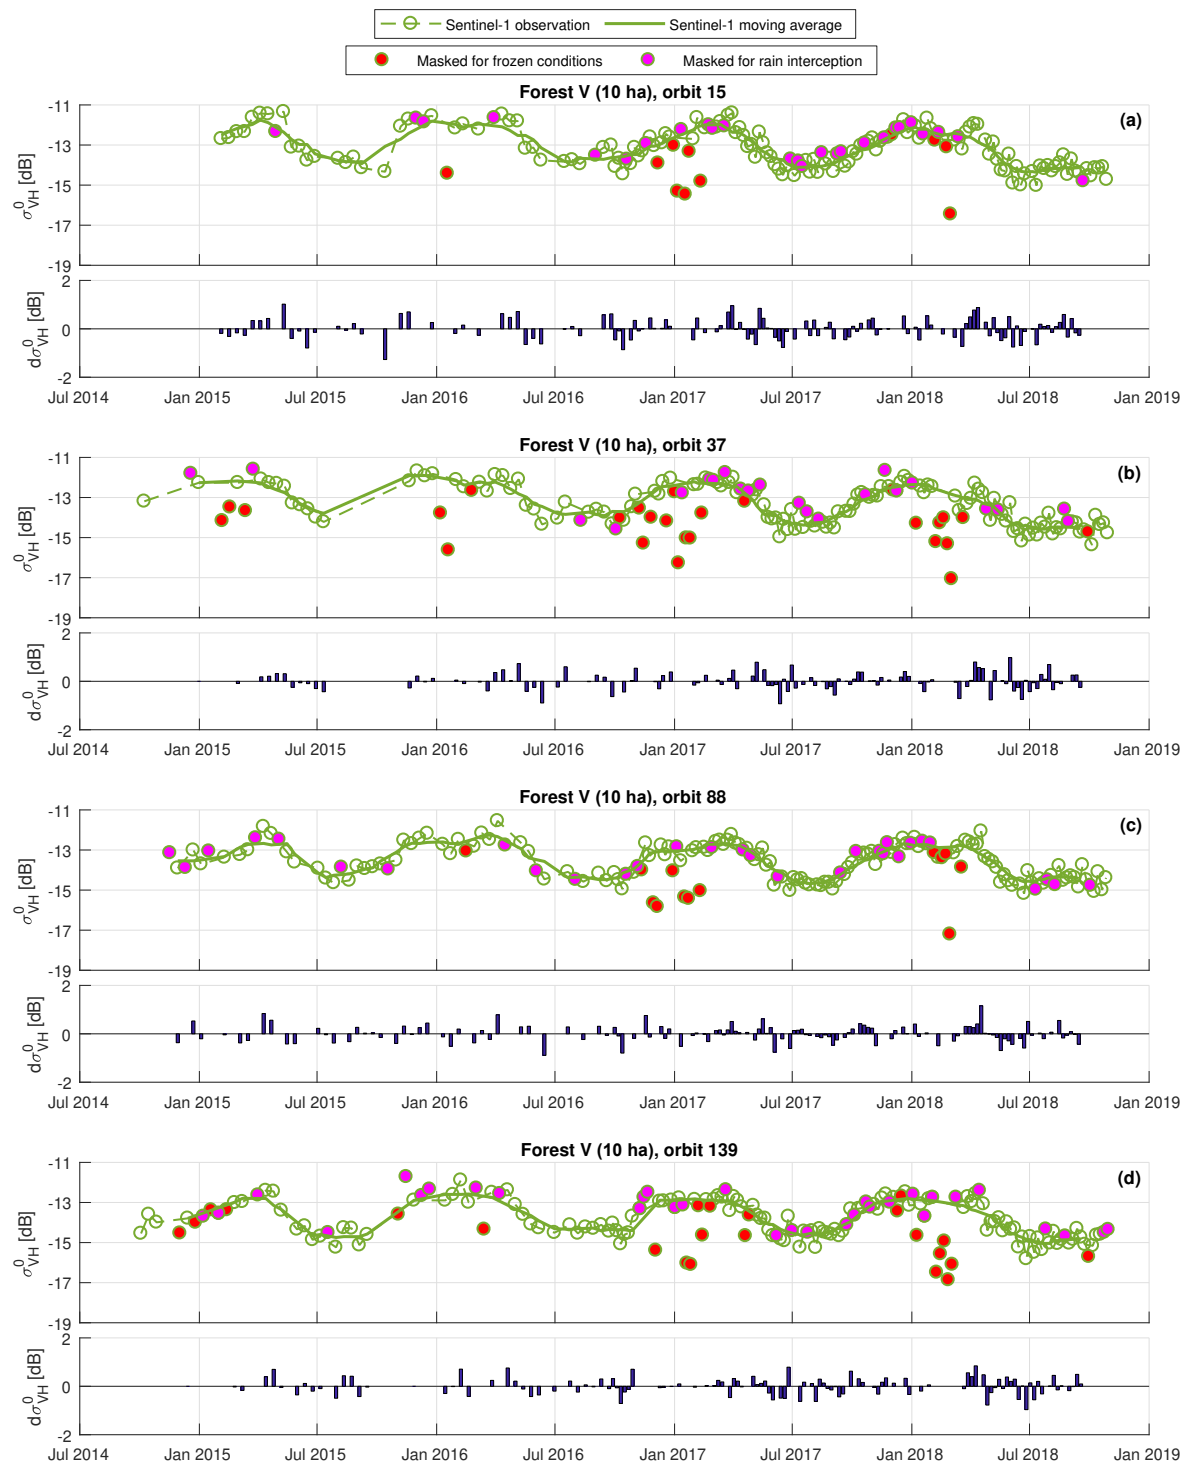 Sentinel-1 observation Sentinel-1 moving average
Masked for frozen conditions Masked for rain interception
Forest V (10 ha), orbit 15
(a)
-11
-13
-15
-17
-19
σ⁰VH [dB]
2
0
-2
dσ⁰VH [dB]
Jul 2014 Jan 2015 Jul 2015 Jan 2016 Jul 2016 Jan 2017 Jul 2017 Jan 2018 Jul 2018 Jan 2019
Forest V (10 ha), orbit 37
(b)
-11
-13
-15
-17
-19
σ⁰VH [dB]
2
0
-2
dσ⁰VH [dB]
Jul 2014 Jan 2015 Jul 2015 Jan 2016 Jul 2016 Jan 2017 Jul 2017 Jan 2018 Jul 2018 Jan 2019
Forest V (10 ha), orbit 88
(c)
-11
-13
-15
-17
-19
σ⁰VH [dB]
2
0
-2
dσ⁰VH [dB]
Jul 2014 Jan 2015 Jul 2015 Jan 2016 Jul 2016 Jan 2017 Jul 2017 Jan 2018 Jul 2018 Jan 2019
Forest V (10 ha), orbit 139
(d)
-11
-13
-15
-17
-19
σ⁰VH [dB]
2
0
-2
dσ⁰VH [dB]
Jul 2014 Jan 2015 Jul 2015 Jan 2016 Jul 2016 Jan 2017 Jul 2017 Jan 2018 Jul 2018 Jan 2019